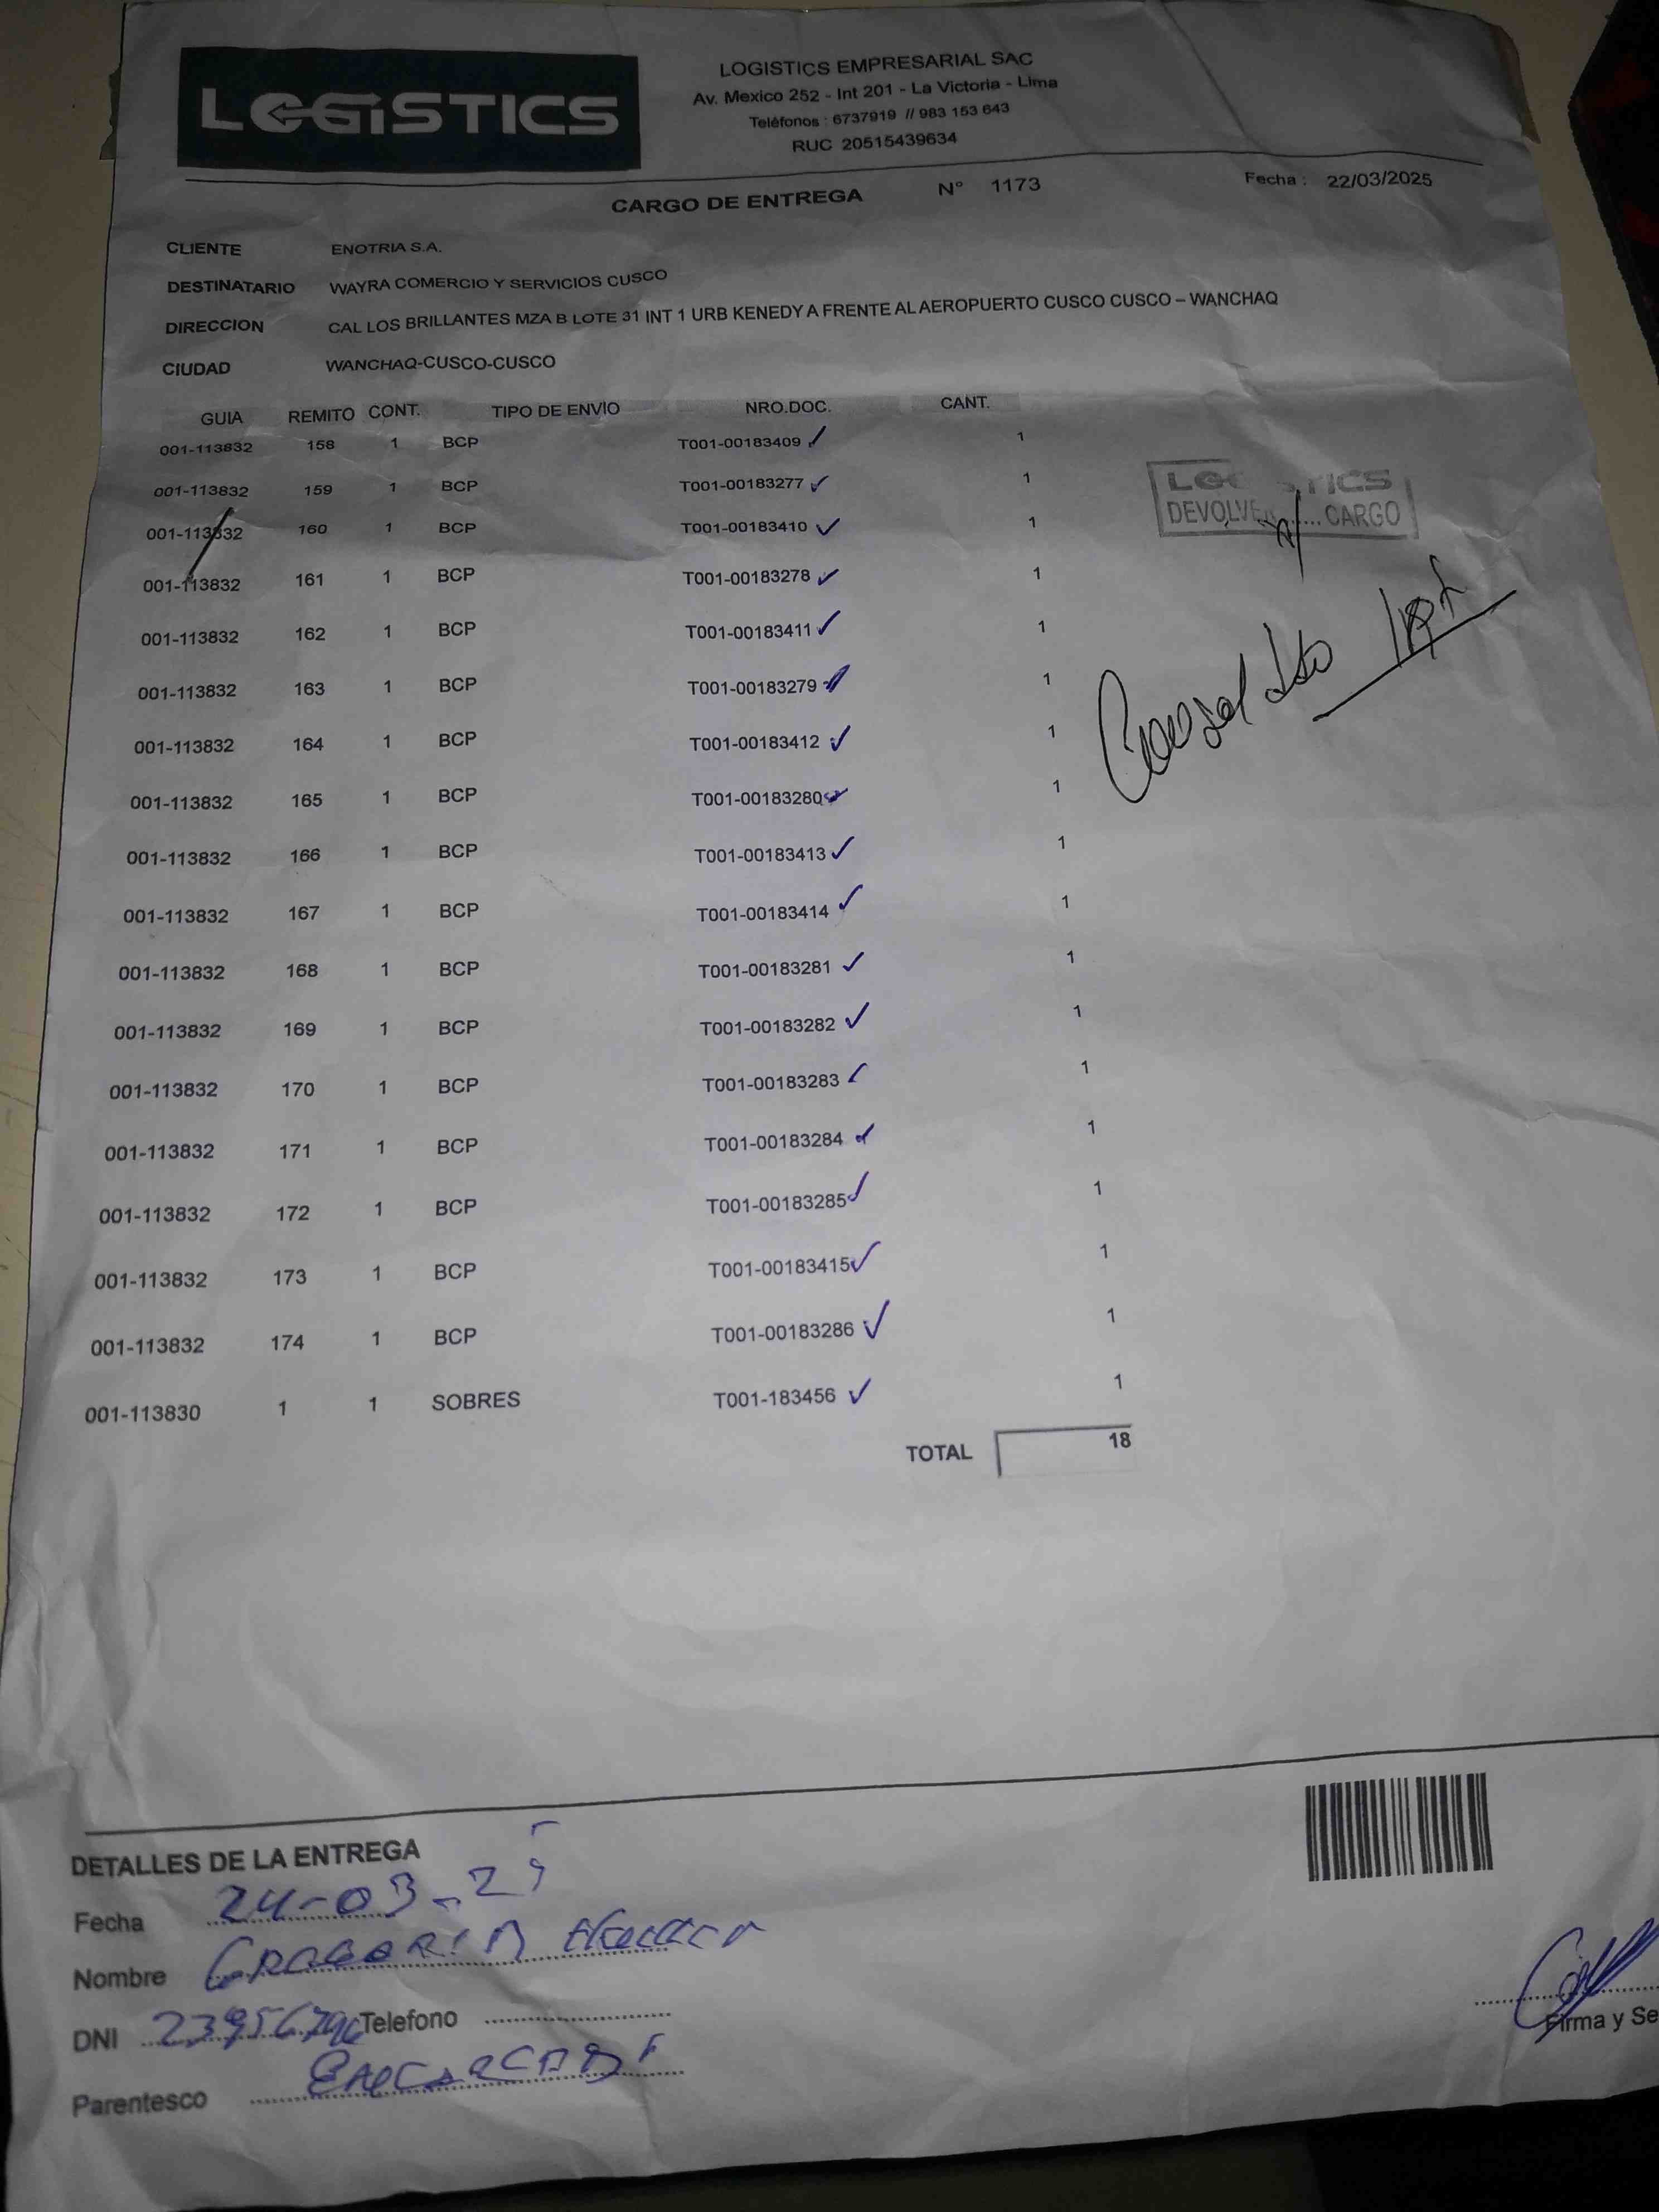 LOGISTICS
LOGISTICS EMPRESARIAL SAC
Av. Mexico 252 - Int 201 - La Victoria - Lima
Teléfonos : 6737919 // 983 153 643
RUC 20515439634
CARGO DE ENTREGA N° 1173 Fecha : 22/03/2025
CLIENTE ENOTRIA S.A.
DESTINATARIO WAYRA COMERCIO Y SERVICIOS CUSCO
DIRECCION CAL LOS BRILLANTES MZA B LOTE 31 INT 1 URB KENEDY A FRENTE AL AEROPUERTO CUSCO CUSCO – WANCHAQ
CIUDAD WANCHAQ-CUSCO-CUSCO
GUIA REMITO CONT. TIPO DE ENVIO NRO.DOC. CANT.
001-113832 158 1 BCP T001-00183409 1
001-113832 159 1 BCP T001-00183277 1
001-113832 160 1 BCP T001-00183410 1
001-113832 161 1 BCP T001-00183278 1
001-113832 162 1 BCP T001-00183411 1
001-113832 163 1 BCP T001-00183279 1
001-113832 164 1 BCP T001-00183412 1
001-113832 165 1 BCP T001-00183280 1
001-113832 166 1 BCP T001-00183413 1
001-113832 167 1 BCP T001-00183414 1
001-113832 168 1 BCP T001-00183281 1
001-113832 169 1 BCP T001-00183282 1
001-113832 170 1 BCP T001-00183283 1
001-113832 171 1 BCP T001-00183284 1
001-113832 172 1 BCP T001-00183285 1
001-113832 173 1 BCP T001-00183415 1
001-113832 174 1 BCP T001-00183286 1
001-113830 1 1 SOBRES T001-183456 1
TOTAL 18
LOGISTICS
DEVOLVER ...... CARGO
DETALLES DE LA ENTREGA
Fecha 24-03-25
Nombre
DNI Telefono
Parentesco
Firma y Se